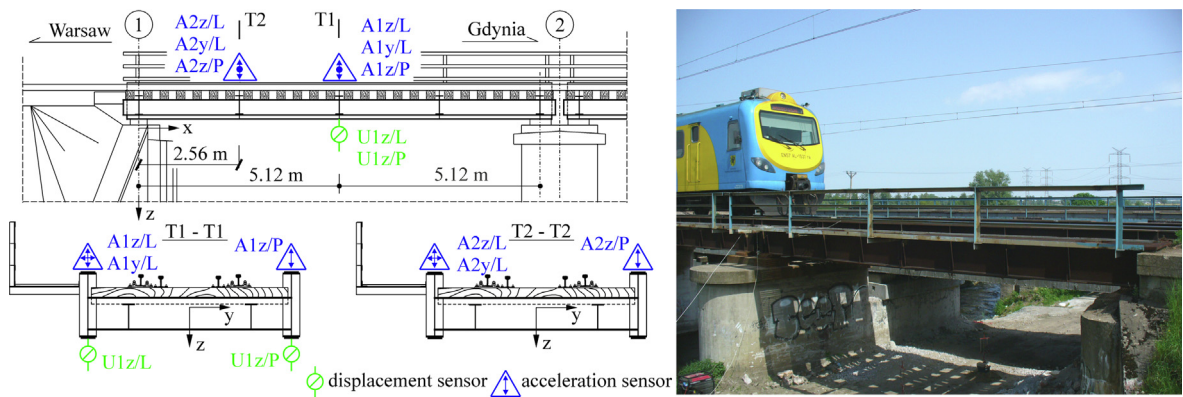 Warsaw
1
A2z/L
A2y/L
A2z/P
T2
T1
A1z/L
A1y/L
A1z/P
Gdynia
2
x
2.56 m
U1z/L
U1z/P
5.12 m
5.12 m
z
T1 - T1
A1z/L
A1y/L
A1z/P
y
z
U1z/L
U1z/P
T2 - T2
A2z/L
A2y/L
A2z/P
y
z
displacement sensor
acceleration sensor